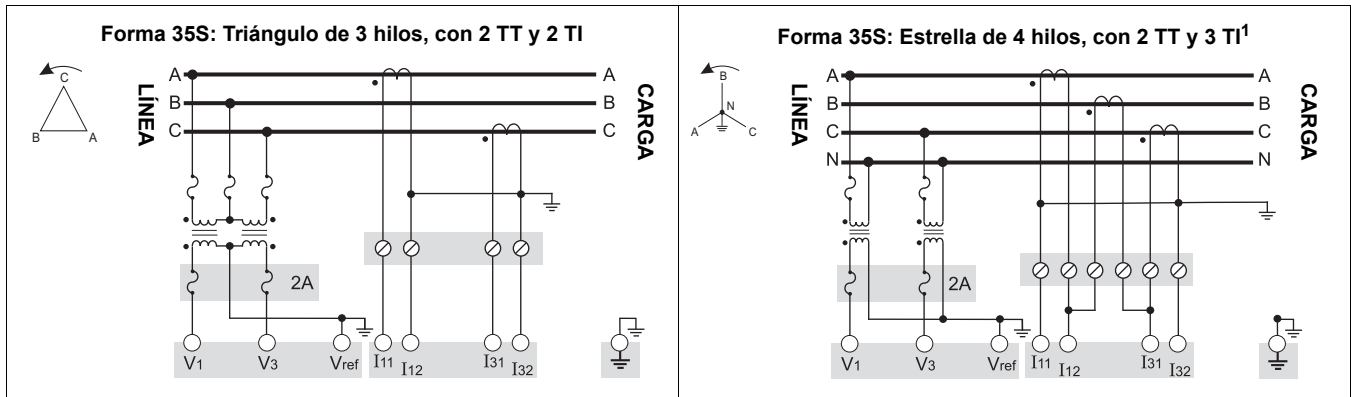 Forma 35S: Triángulo de 3 hilos, con 2 TT y 2 TI
C
B
A
LÍNEA
A
B
C
A
B
C
CARGA
2A
V1
V3
Vref
I11
I12
I31
I32
Forma 35S: Estrella de 4 hilos, con 2 TT y 3 TI1
B
N
A
C
LÍNEA
A
B
C
N
A
B
C
N
CARGA
2A
V1
V3
Vref
I11
I12
I31
I32